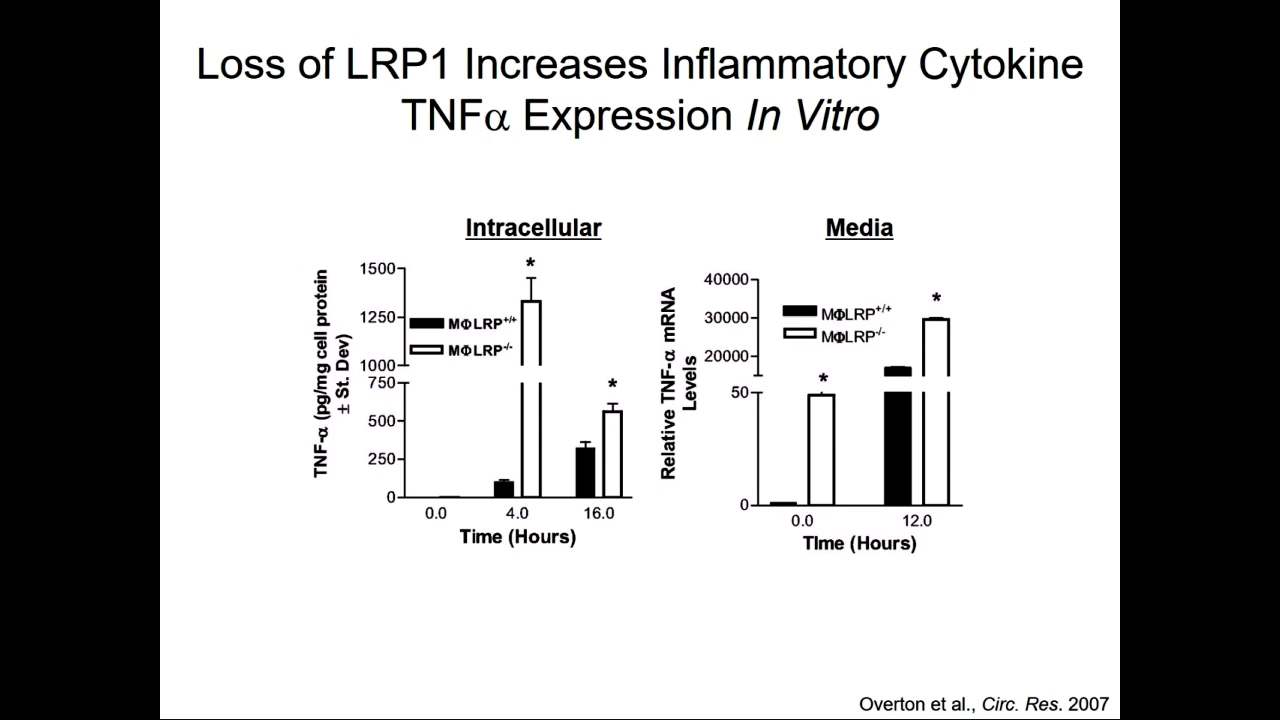 Loss of LRP1 Increases Inflammatory Cytokine
TNFα Expression In Vitro
Intracellular
TNF-α (pg/mg cell protein
± St. Dev)
1500
1250
1000
750
500
250
0
MΦLRP+/+
MΦLRP-/-
*
*
0.0
4.0
16.0
Time (Hours)
Media
Relative TNF-α mRNA
Levels
40000
30000
20000
50
0
MΦLRP+/+
MΦLRP-/-
*
*
0.0
12.0
Time (Hours)
Overton et al., Circ. Res. 2007